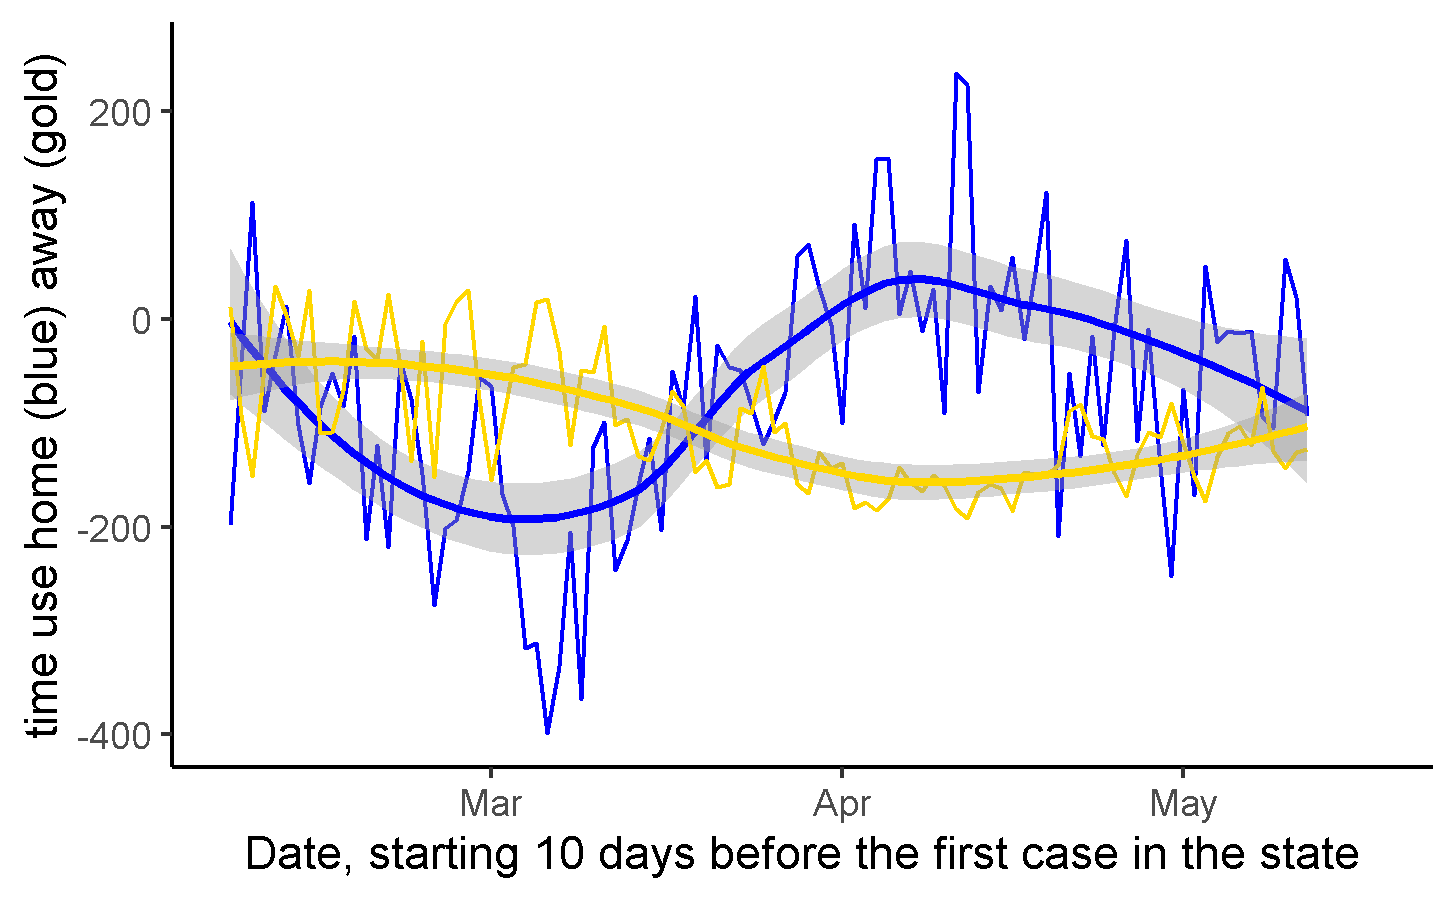 time use home (blue) away (gold)
200
0
-200
-400
Mar Apr May
Date, starting 10 days before the first case in the state